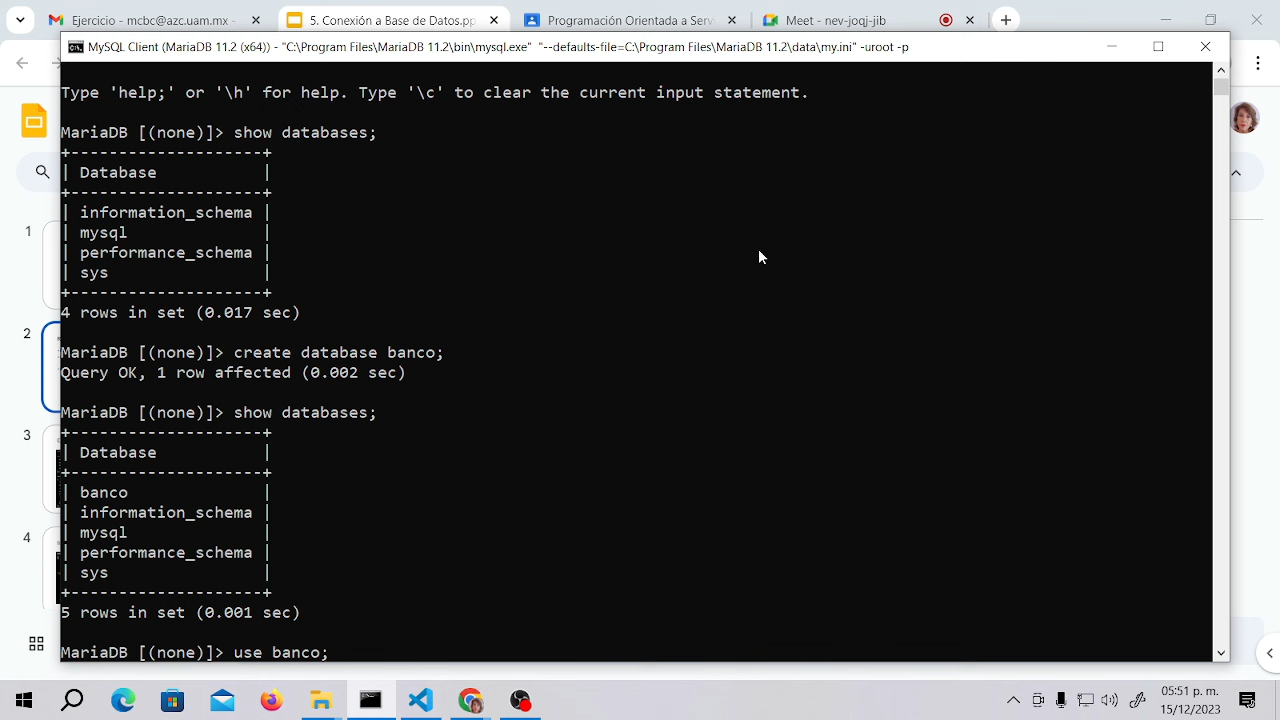 Ejercicio - mcbc@azc.uam.mx -
5. Conexión a Base de Datos.pp
Programación Orientada a Serv
Meet - nev-joqj-jib
MySQL Client (MariaDB 11.2 (x64)) - "C:\Program Files\MariaDB 11.2\bin\mysql.exe" "--defaults-file=C:\Program Files\MariaDB 11.2\data\my.ini" -uroot -p
Type 'help;' or '\h' for help. Type '\c' to clear the current input statement.
MariaDB [(none)]> show databases;
+--------------------+
| Database           |
+--------------------+
| information_schema |
| mysql              |
| performance_schema |
| sys                |
+--------------------+
4 rows in set (0.017 sec)
MariaDB [(none)]> create database banco;
Query OK, 1 row affected (0.002 sec)
MariaDB [(none)]> show databases;
+--------------------+
| Database           |
+--------------------+
| banco              |
| information_schema |
| mysql              |
| performance_schema |
| sys                |
+--------------------+
5 rows in set (0.001 sec)
MariaDB [(none)]> use banco;
1
2
3
4
05:51 p. m.
15/12/2023